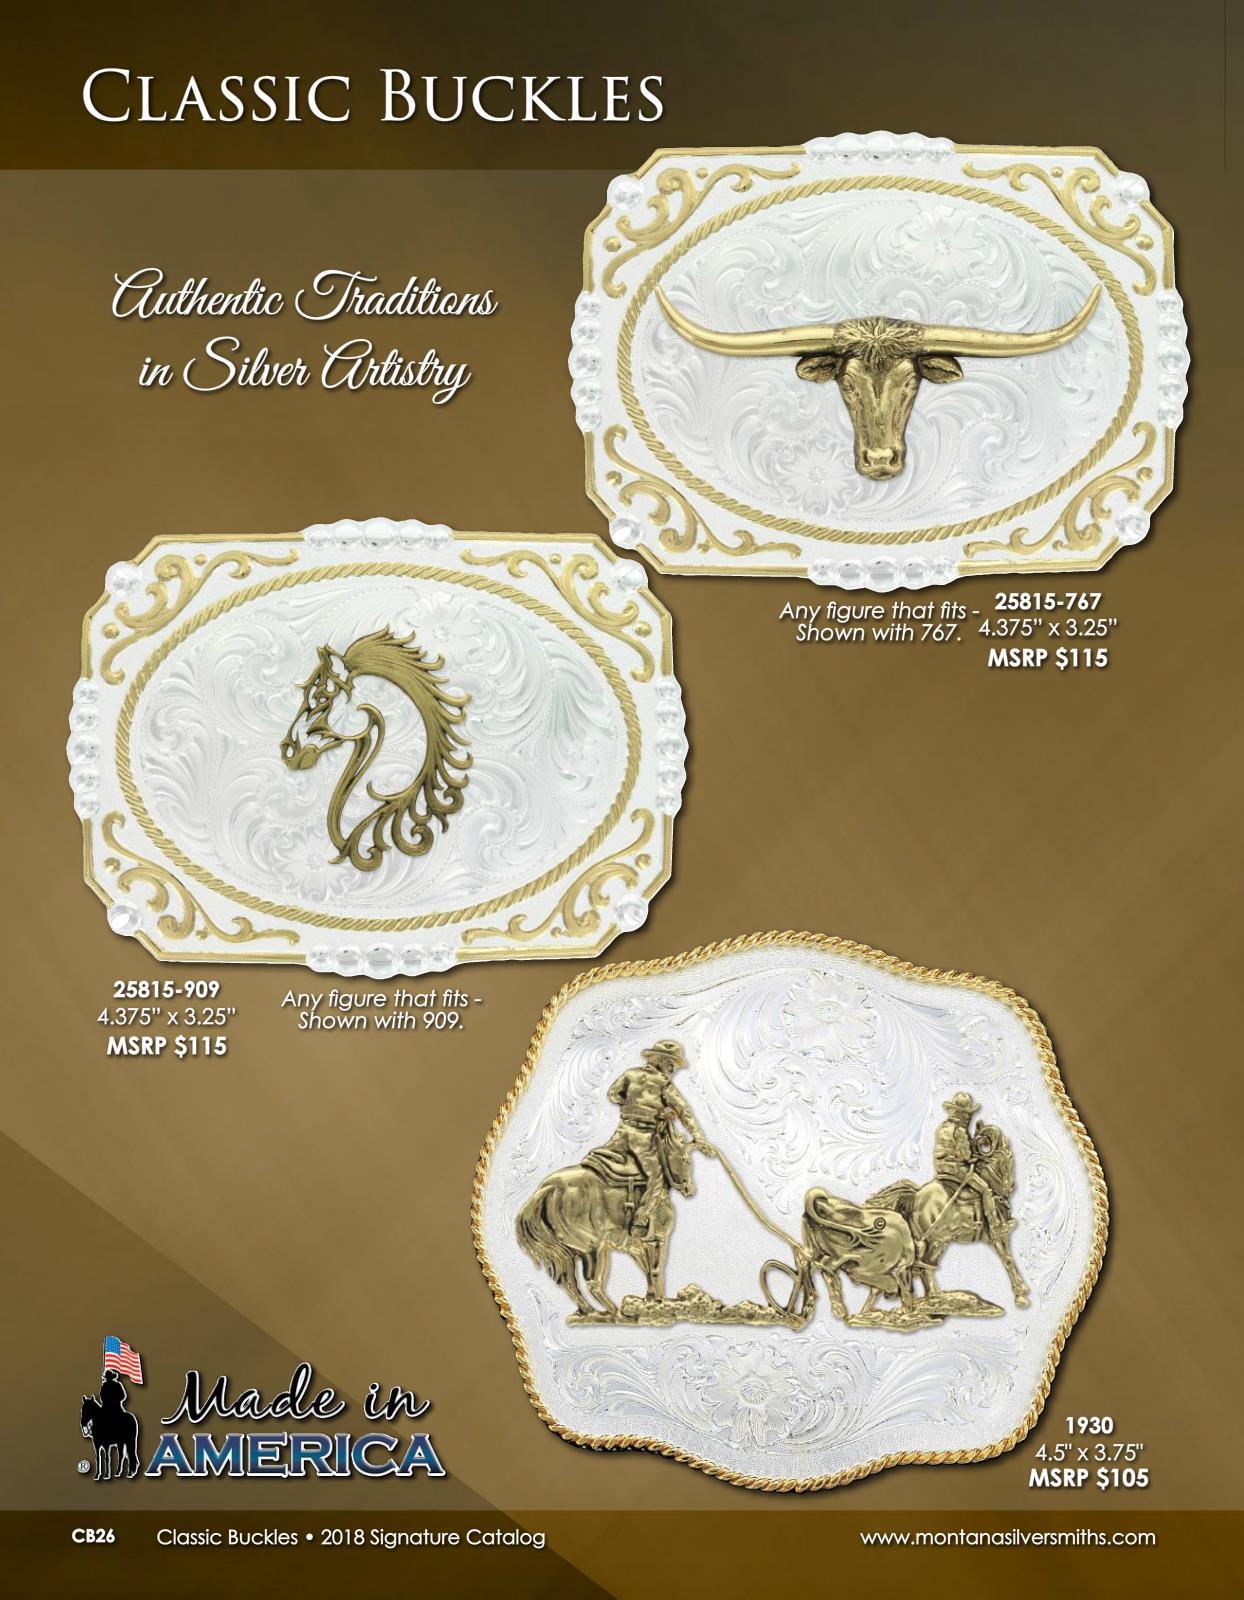 CLASSIC BUCKLES
Authentic Traditions
in Silver Artistry
Any figure that fits -
Shown with 767.
25815-767
4.375” x 3.25”
MSRP $115
25815-909
4.375” x 3.25”
MSRP $115
Any figure that fits -
Shown with 909.
©
1930
4.5" x 3.75"
MSRP $105
Made in
® AMERICA
CB26 Classic Buckles • 2018 Signature Catalog www.montanasilversmiths.com